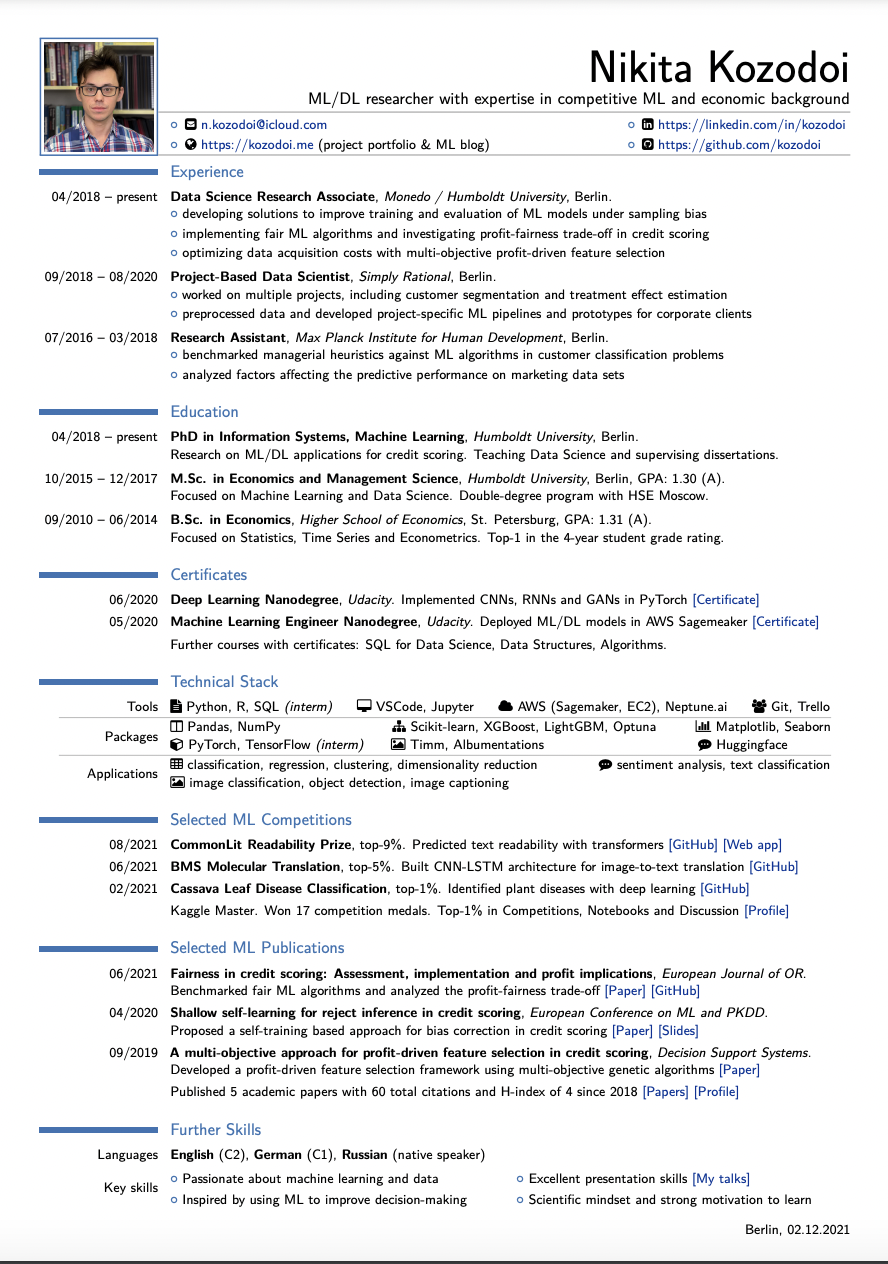 Nikita Kozodoi
ML/DL researcher with expertise in competitive ML and economic background
n.kozodoi@icloud.com
https://linkedin.com/in/kozodoi
https://kozodoi.me (project portfolio & ML blog)
https://github.com/kozodoi
Experience
04/2018 – present Data Science Research Associate, Monedo / Humboldt University, Berlin.
developing solutions to improve training and evaluation of ML models under sampling bias
implementing fair ML algorithms and investigating profit-fairness trade-off in credit scoring
optimizing data acquisition costs with multi-objective profit-driven feature selection
09/2018 – 08/2020 Project-Based Data Scientist, Simply Rational, Berlin.
worked on multiple projects, including customer segmentation and treatment effect estimation
preprocessed data and developed project-specific ML pipelines and prototypes for corporate clients
07/2016 – 03/2018 Research Assistant, Max Planck Institute for Human Development, Berlin.
benchmarked managerial heuristics against ML algorithms in customer classification problems
analyzed factors affecting the predictive performance on marketing data sets
Education
04/2018 – present PhD in Information Systems, Machine Learning, Humboldt University, Berlin.
Research on ML/DL applications for credit scoring. Teaching Data Science and supervising dissertations.
10/2015 – 12/2017 M.Sc. in Economics and Management Science, Humboldt University, Berlin, GPA: 1.30 (A).
Focused on Machine Learning and Data Science. Double-degree program with HSE Moscow.
09/2010 – 06/2014 B.Sc. in Economics, Higher School of Economics, St. Petersburg, GPA: 1.31 (A).
Focused on Statistics, Time Series and Econometrics. Top-1 in the 4-year student grade rating.
Certificates
06/2020 Deep Learning Nanodegree, Udacity. Implemented CNNs, RNNs and GANs in PyTorch [Certificate]
05/2020 Machine Learning Engineer Nanodegree, Udacity. Deployed ML/DL models in AWS Sagemaker [Certificate]
Further courses with certificates: SQL for Data Science, Data Structures, Algorithms.
Technical Stack
Tools Python, R, SQL (interm) VSCode, Jupyter AWS (Sagemaker, EC2), Neptune.ai Git, Trello
Packages
Pandas, NumPy Scikit-learn, XGBoost, LightGBM, Optuna Matplotlib, Seaborn
PyTorch, TensorFlow (interm) Timm, Albumentations Huggingface
Applications
classification, regression, clustering, dimensionality reduction sentiment analysis, text classification
image classification, object detection, image captioning
Selected ML Competitions
08/2021 CommonLit Readability Prize, top-9%. Predicted text readability with transformers [GitHub] [Web app]
06/2021 BMS Molecular Translation, top-5%. Built CNN-LSTM architecture for image-to-text translation [GitHub]
02/2021 Cassava Leaf Disease Classification, top-1%. Identified plant diseases with deep learning [GitHub]
Kaggle Master. Won 17 competition medals. Top-1% in Competitions, Notebooks and Discussion [Profile]
Selected ML Publications
06/2021 Fairness in credit scoring: Assessment, implementation and profit implications, European Journal of OR.
Benchmarked fair ML algorithms and analyzed the profit-fairness trade-off [Paper] [GitHub]
04/2020 Shallow self-learning for reject inference in credit scoring, European Conference on ML and PKDD.
Proposed a self-training based approach for bias correction in credit scoring [Paper] [Slides]
09/2019 A multi-objective approach for profit-driven feature selection in credit scoring, Decision Support Systems.
Developed a profit-driven feature selection framework using multi-objective genetic algorithms [Paper]
Published 5 academic papers with 60 total citations and H-index of 4 since 2018 [Papers] [Profile]
Further Skills
Languages English (C2), German (C1), Russian (native speaker)
Key skills
Passionate about machine learning and data Excellent presentation skills [My talks]
Inspired by using ML to improve decision-making Scientific mindset and strong motivation to learn
Berlin, 02.12.2021